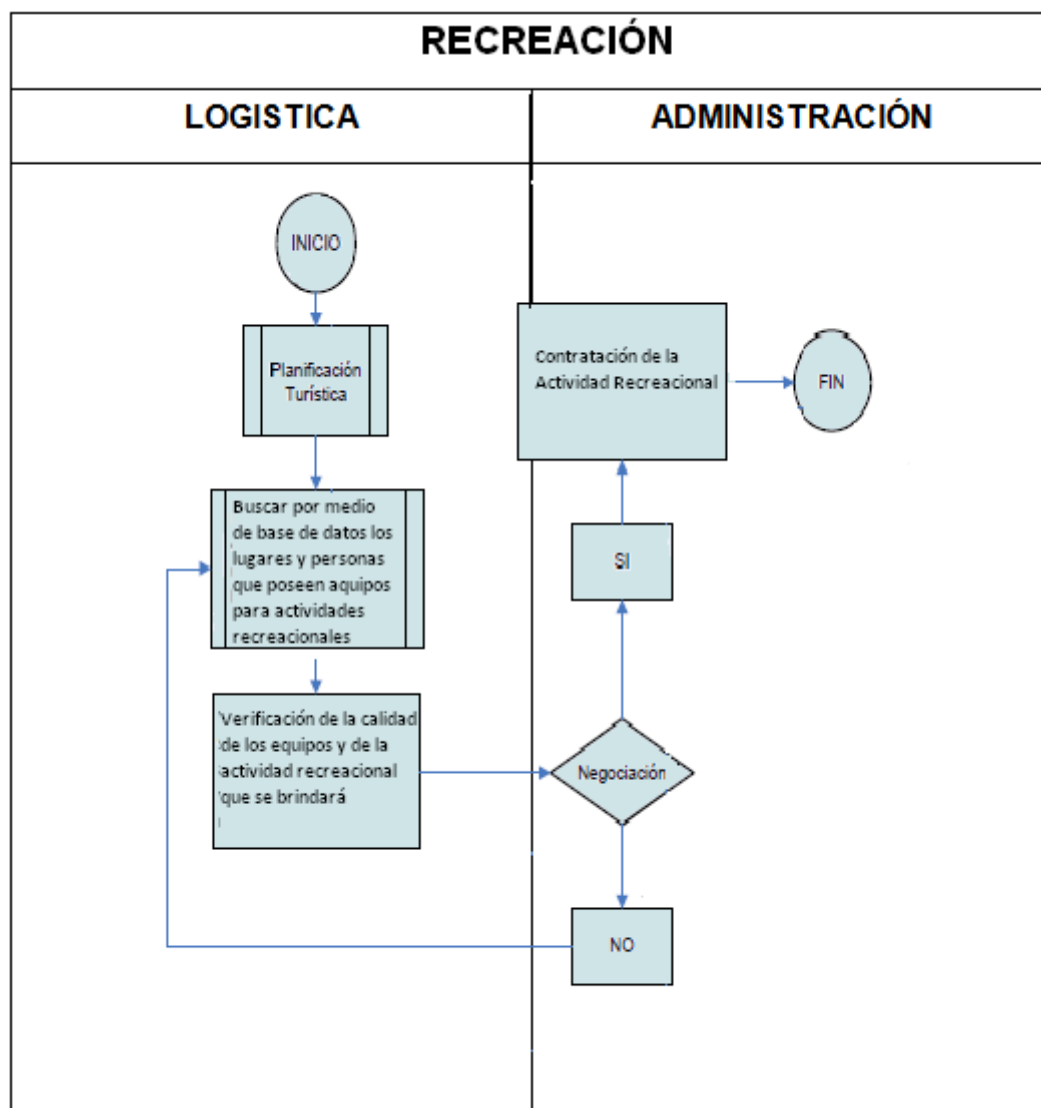 RECREACIÓN
LOGISTICA
ADMINISTRACIÓN
INICIO
Planificación
Turística
Buscar por medio
de base de datos los
lugares y personas
que poseen aquipos
para actividades
recreacionales
Verificación de la calidad
de los equipos y de la
actividad recreacional
que se brindará
Contratación de la
Actividad Recreacional
FIN
SI
Negociación
NO